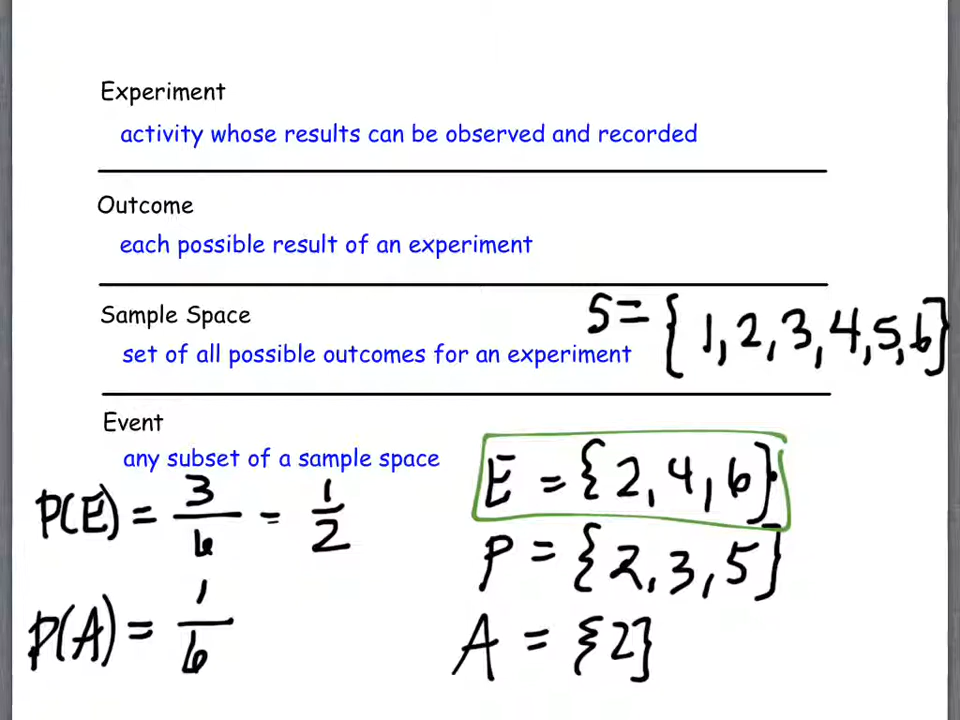 Experiment
activity whose results can be observed and recorded
Outcome
each possible result of an experiment
Sample Space
S = {1,2,3,4,5,6}
set of all possible outcomes for an experiment
Event
any subset of a sample space
E = {2,4,6}
P(E) = 3/6 = 1/2
P = {2,3,5}
P(A) = 1/6
A = {2}